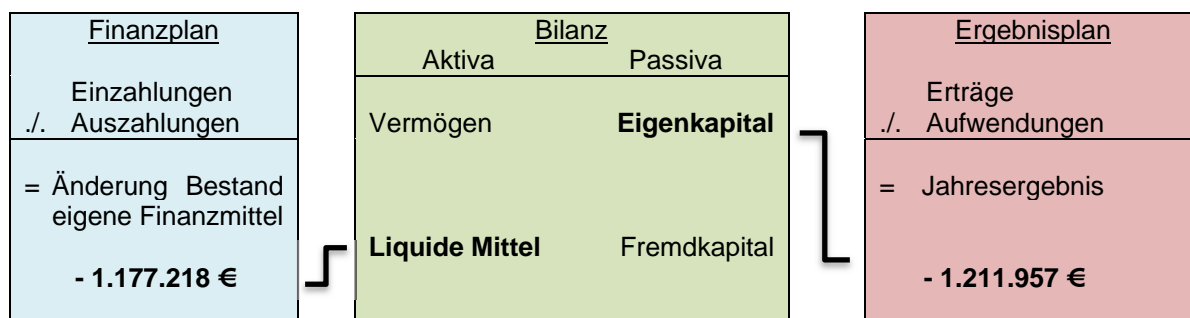 Finanzplan
Einzahlungen
./. Auszahlungen
= Änderung Bestand
eigene Finanzmittel
- 1.177.218 €
Bilanz
Aktiva Passiva
Vermögen Eigenkapital
Liquide Mittel Fremdkapital
Ergebnisplan
Erträge
./. Aufwendungen
= Jahresergebnis
- 1.211.957 €